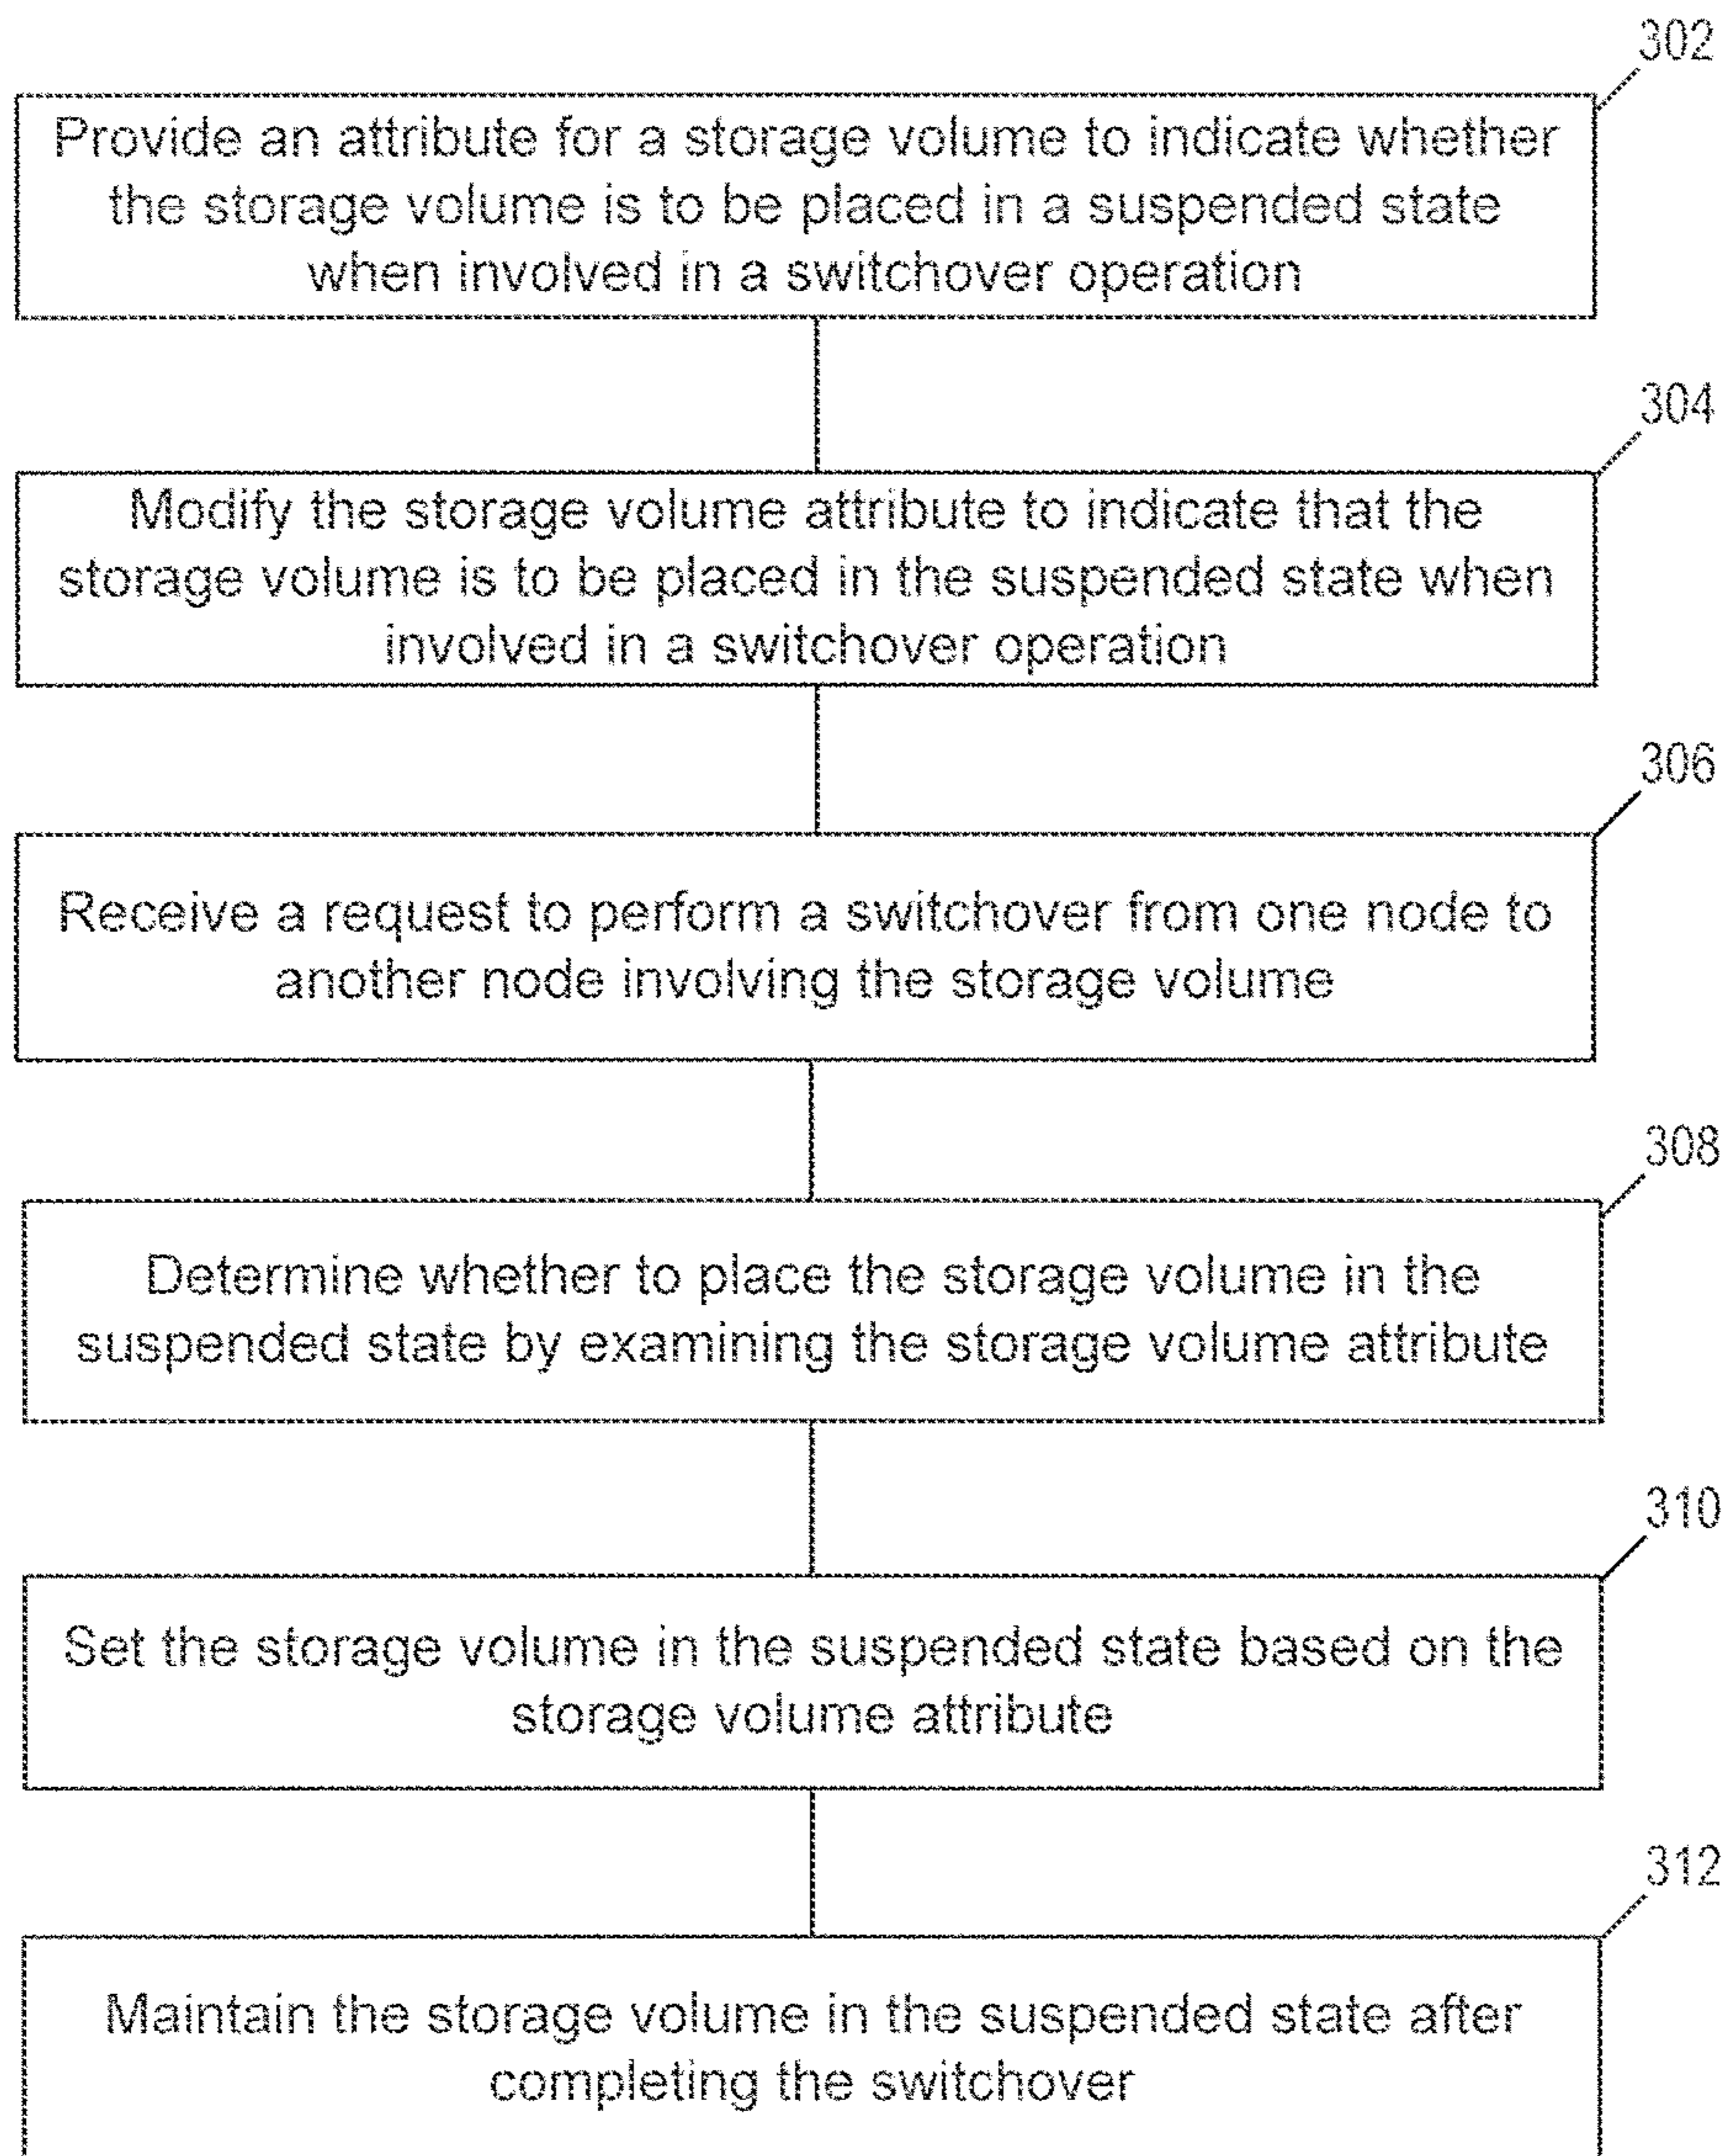 302
Provide an attribute for a storage volume to indicate whether
the storage volume is to be placed in a suspended state
when involved in a switchover operation
304
Modify the storage volume attribute to indicate that the
storage volume is to be placed in the suspended state when
involved in a switchover operation
306
Receive a request to perform a switchover from one node to
another node involving the storage volume
308
Determine whether to place the storage volume in the
suspended state by examining the storage volume attribute
310
Set the storage volume in the suspended state based on the
storage volume attribute
312
Maintain the storage volume in the suspended state after
completing the switchover